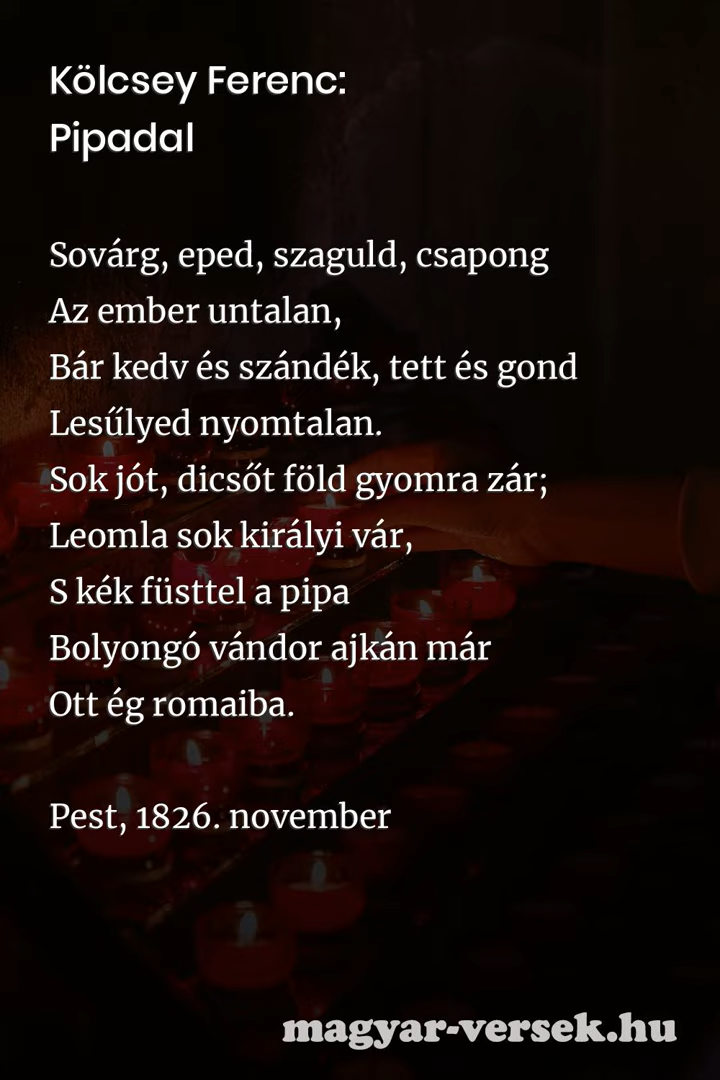 Kölcsey Ferenc:
Pipadal
Sovárg, eped, szaguld, csapong
Az ember untalan,
Bár kedv és szándék, tett és gond
Lesűlyed nyomtalan.
Sok jót, dicsőt föld gyomra zár;
Leomla sok királyi vár,
S kék füsttel a pipa
Bolyongó vándor ajkán már
Ott ég romaiba.
Pest, 1826. november
magyar-versek.hu